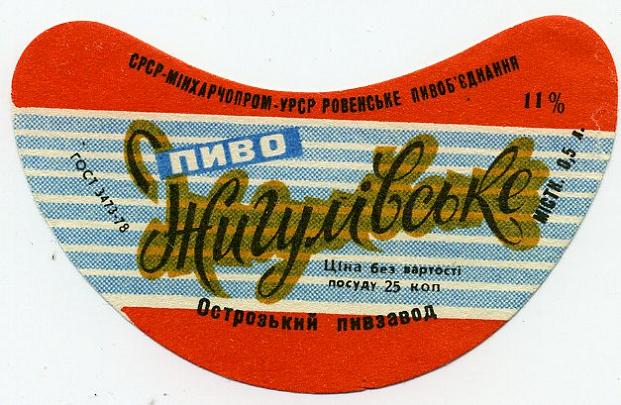 СРСР-МІНХАРЧОПРОМ-УРСР РОВЕНСЬКЕ ПИВОБ'ЄДНАННЯ
11%
ПИВО
Жигулівське
ГОСТ 3473-78
МІСТК. 0,5 л.
Ціна без вартості
посуду 25 коп
Острозький пивзавод